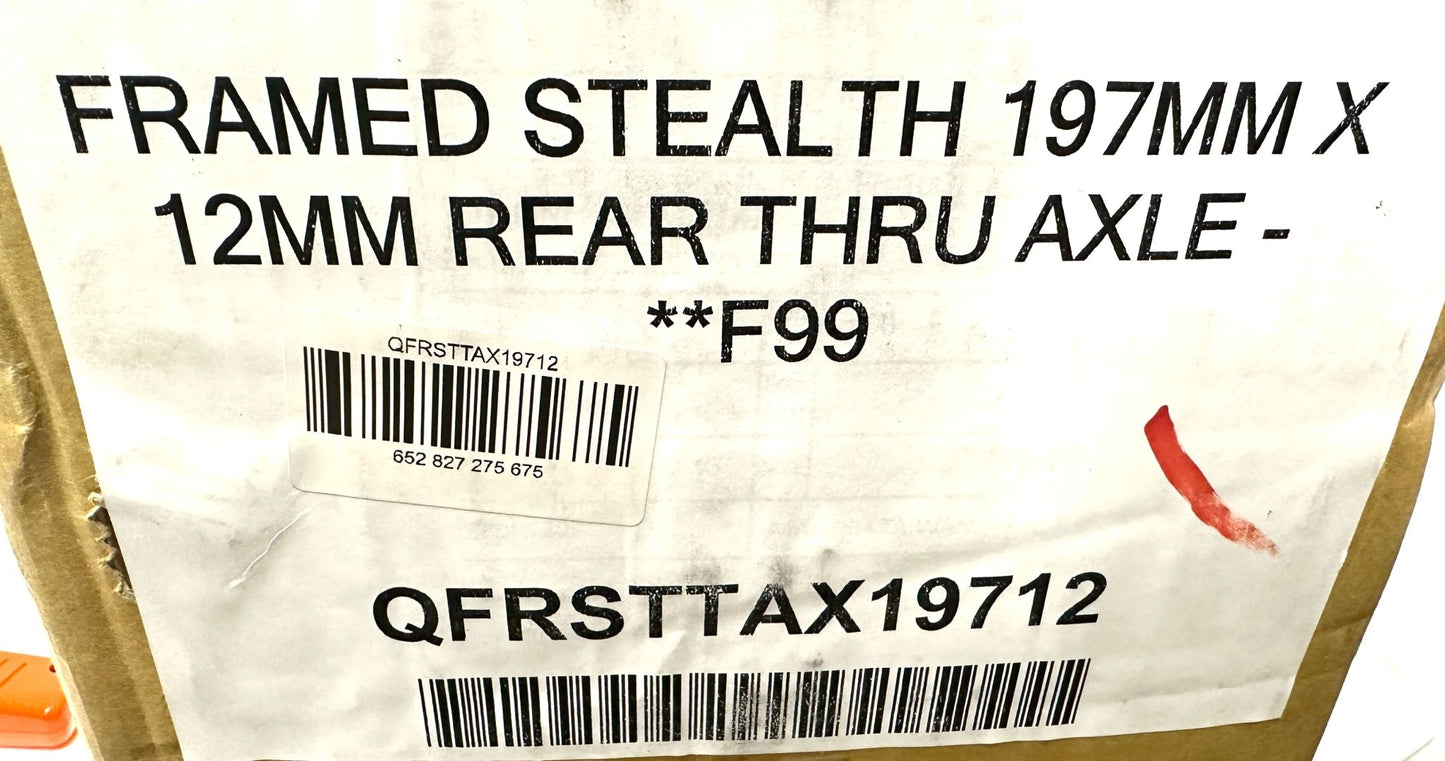 FRAMED STEALTH 197MM X
12MM REAR THRU AXLE -
**F99
QFRSTTAX19712
652 827 275 675
QFRSTTAX19712